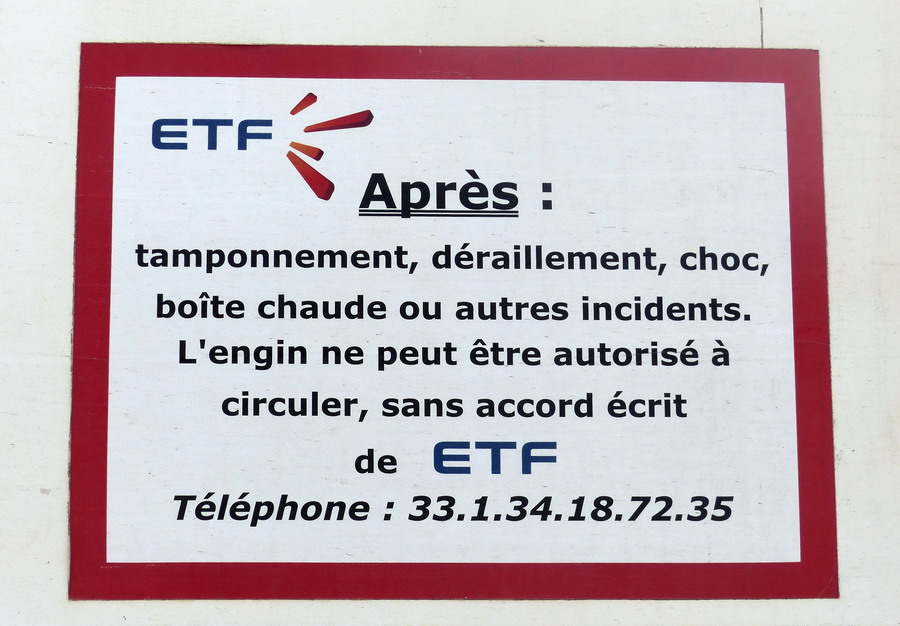 ETF
Après :
tamponnement, déraillement, choc,
boîte chaude ou autres incidents.
L'engin ne peut être autorisé à
circuler, sans accord écrit
de ETF
Téléphone : 33.1.34.18.72.35